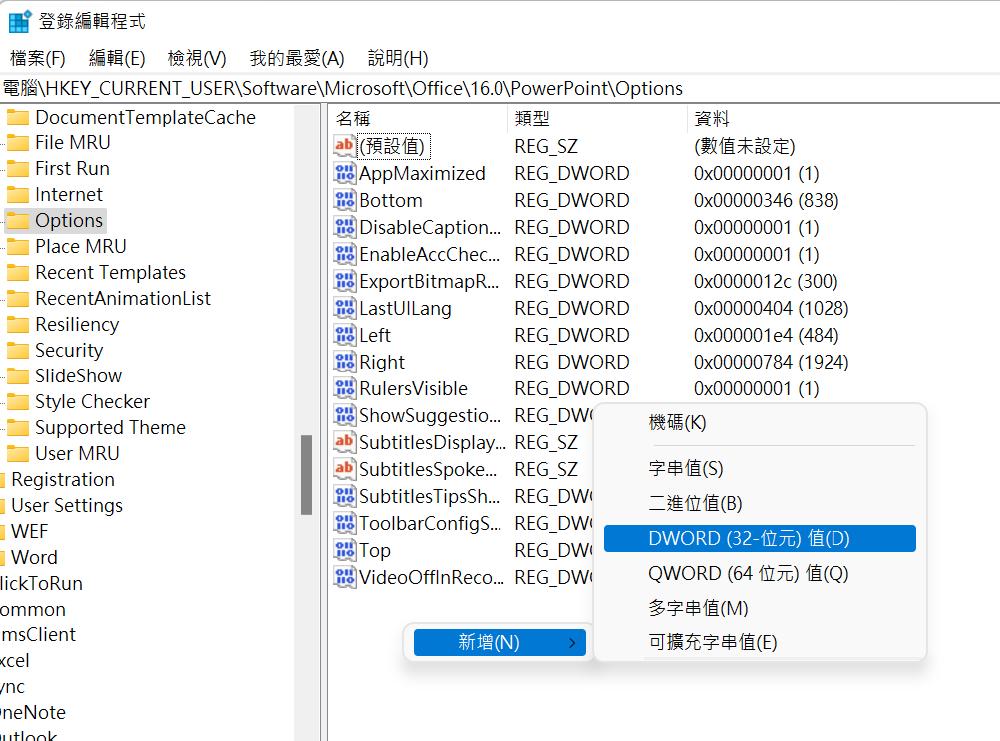 登錄編輯程式
檔案(F) 編輯(E) 檢視(V) 我的最愛(A) 說明(H)
電腦\HKEY_CURRENT_USER\Software\Microsoft\Office\16.0\PowerPoint\Options
DocumentTemplateCache
File MRU
First Run
Internet
Options
Place MRU
Recent Templates
RecentAnimationList
Resiliency
Security
SlideShow
Style Checker
Supported Theme
User MRU
Registration
User Settings
WEF
Word
lickToRun
ommon
msClient
xcel
ync
neNote
utlook
名稱 類型 資料
(預設值) REG_SZ (數值未設定)
AppMaximized REG_DWORD 0x00000001 (1)
Bottom REG_DWORD 0x00000346 (838)
DisableCaption... REG_DWORD 0x00000001 (1)
EnableAccChec... REG_DWORD 0x00000001 (1)
ExportBitmapR... REG_DWORD 0x0000012c (300)
LastUILang REG_DWORD 0x00000404 (1028)
Left REG_DWORD 0x000001e4 (484)
Right REG_DWORD 0x00000784 (1924)
RulersVisible REG_DWORD 0x00000001 (1)
ShowSuggestio... REG_DWO
SubtitlesDisplay... REG_SZ
SubtitlesSpoke... REG_SZ
SubtitlesTipsSh... REG_DWO
ToolbarConfigS... REG_DWO
Top REG_DWO
VideoOffInReco... REG_DWO
新增(N)
機碼(K)
字串值(S)
二進位值(B)
DWORD (32-位元) 值(D)
QWORD (64 位元) 值(Q)
多字串值(M)
可擴充字串值(E)